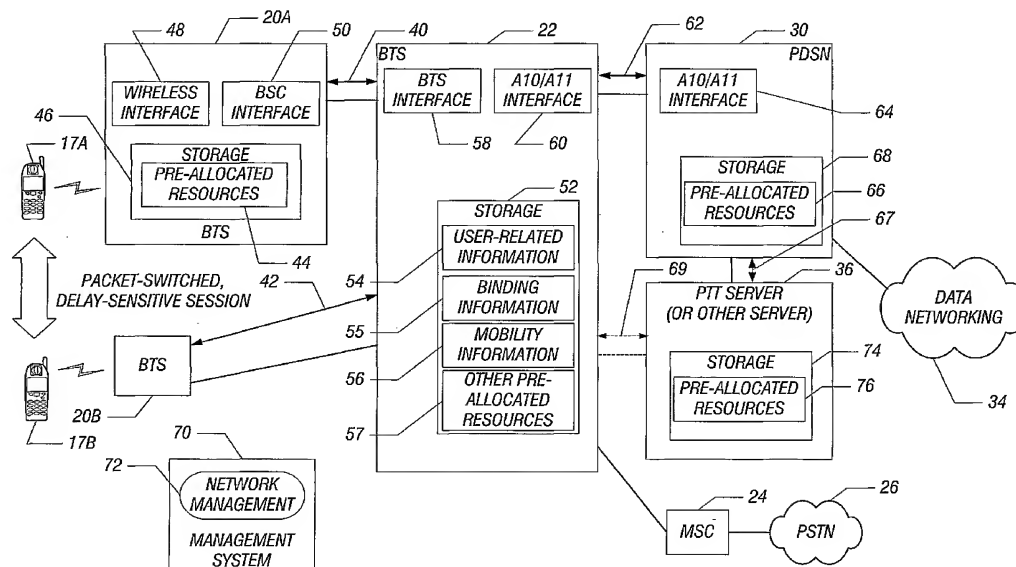 20A
48
50
40
22
62
30
BTS
PDSN
WIRELESS
INTERFACE
BSC
INTERFACE
BTS
INTERFACE
A10/A11
INTERFACE
A10/A11
INTERFACE
46
17A
58
60
64
STORAGE
PRE-ALLOCATED
RESOURCES
BTS
44
52
STORAGE
USER-RELATED
INFORMATION
BINDING
INFORMATION
MOBILITY
INFORMATION
OTHER PRE-
ALLOCATED
RESOURCES
54
55
56
57
STORAGE
PRE-ALLOCATED
RESOURCES
68
66
67
36
69
PACKET-SWITCHED,
DELAY-SENSITIVE SESSION
42
PTT SERVER
(OR OTHER SERVER)
STORAGE
PRE-ALLOCATED
RESOURCES
74
76
DATA
NETWORKING
34
BTS
20B
17B
70
72
NETWORK
MANAGEMENT
MANAGEMENT
SYSTEM
24
MSC
26
PSTN